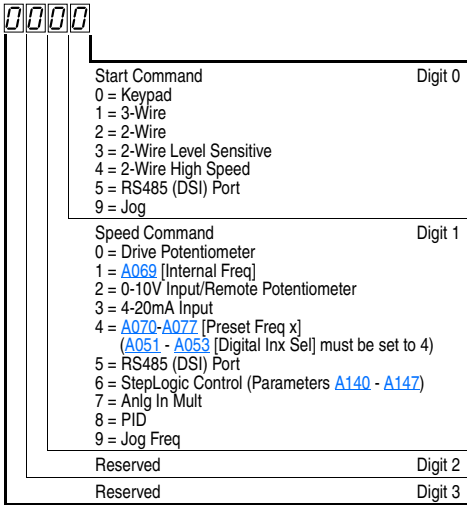 0000
Start Command Digit 0
0 = Keypad
1 = 3-Wire
2 = 2-Wire
3 = 2-Wire Level Sensitive
4 = 2-Wire High Speed
5 = RS485 (DSI) Port
9 = Jog
Speed Command Digit 1
0 = Drive Potentiometer
1 = A069 [Internal Freq]
2 = 0-10V Input/Remote Potentiometer
3 = 4-20mA Input
4 = A070-A077 [Preset Freq x]
(A051 - A053 [Digital Inx Sel] must be set to 4)
5 = RS485 (DSI) Port
6 = StepLogic Control (Parameters A140 - A147)
7 = Anlg In Mult
8 = PID
9 = Jog Freq
Reserved Digit 2
Reserved Digit 3